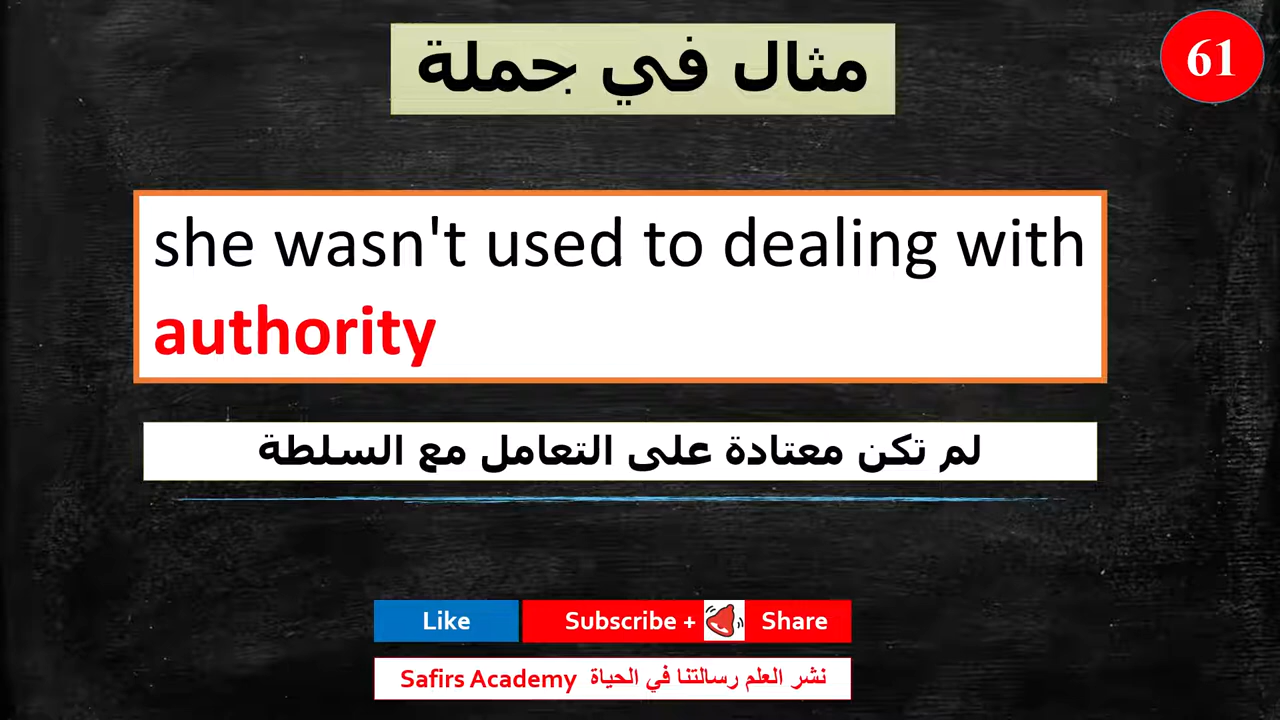 مثال في جملة
61
she wasn't used to dealing with
authority
لم تكن معتادة على التعامل مع السلطة
Like
Subscribe +
Share
Safirs Academy نشر العلم رسالتنا في الحياة